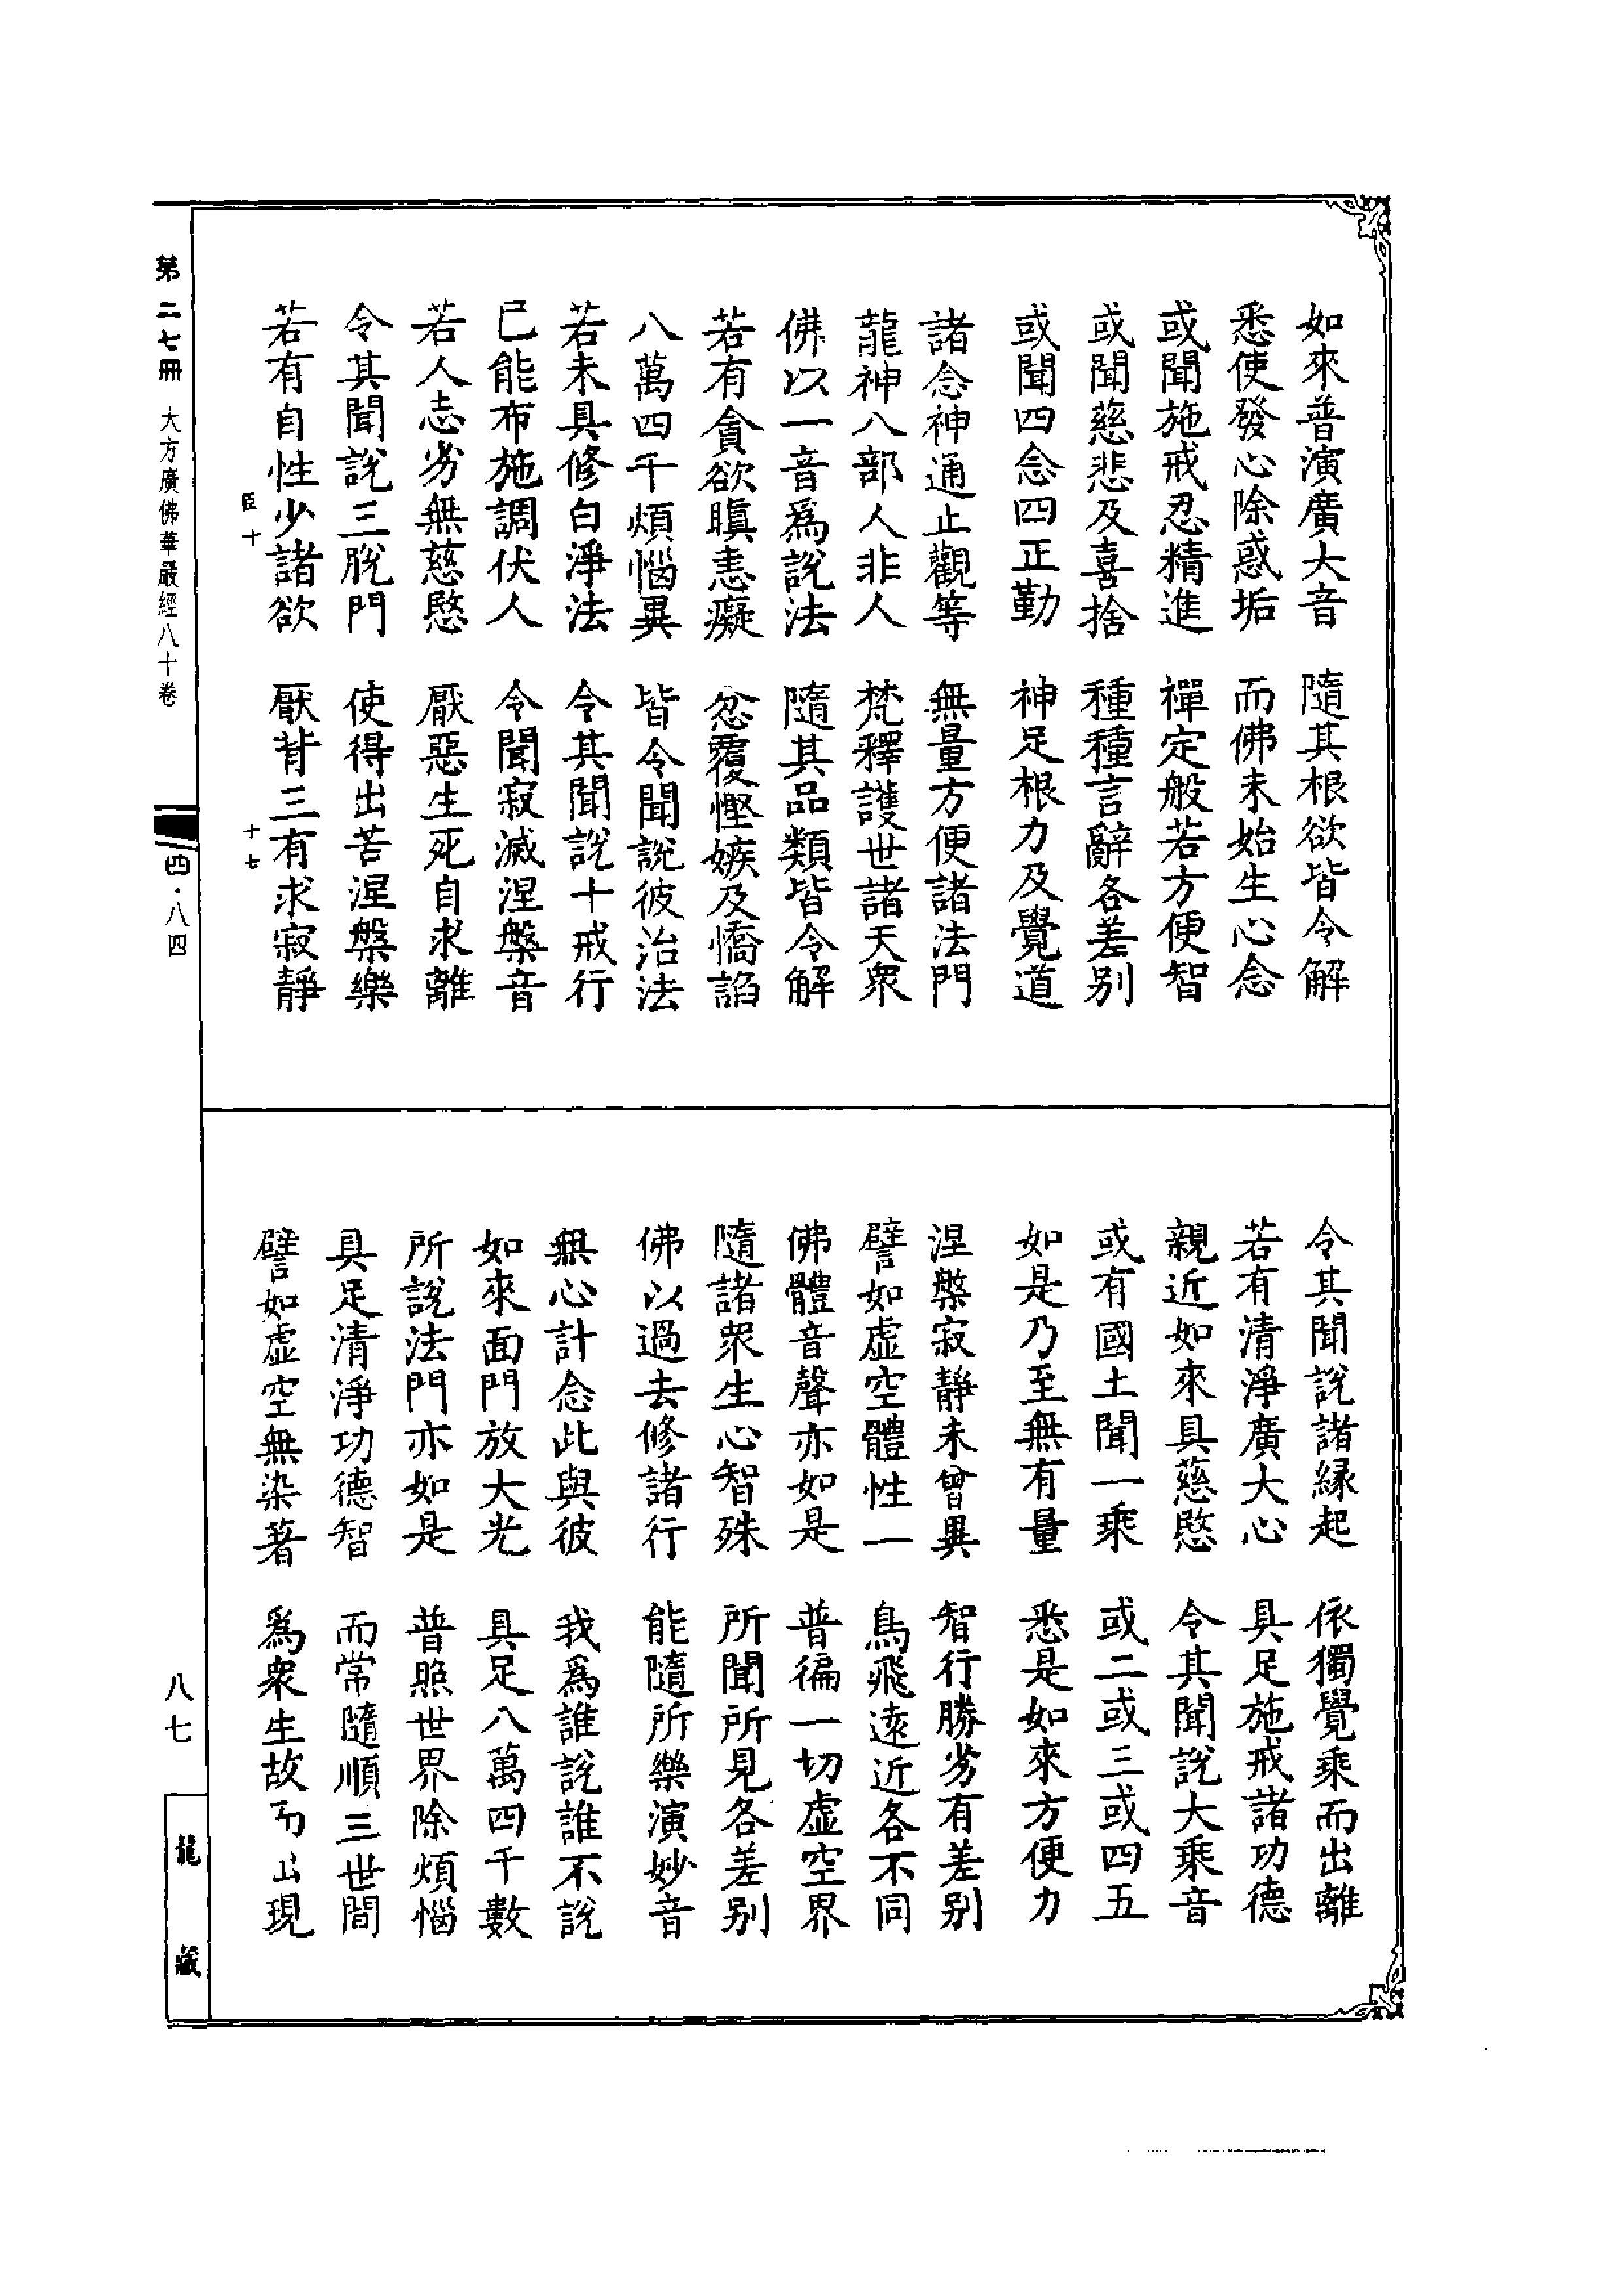 如來普演廣大音　隨其根欲皆令解
悉使發心除惑垢　而佛未始生心念
或聞施戒忍精進　禪定般若方便智
或聞慈悲及喜捨　種種言辭各差别
或聞四念四正勤　神足根力及覺道
諸念神通止觀等　無量方便諸法門
龍神八部人非人　梵釋護世諸天衆
佛以一音爲說法　隨其品類皆令解
若有貪欲瞋恚癡　忿覆慳嫉及憍諂
八萬四千煩惱異　皆令聞說彼治法
若未具修白淨法　令其聞說十戒行
已能布施調伏人　令聞寂滅涅槃音
若人志劣無慈愍　厭惡生死自求離
令其聞說三脫門　使得出苦涅槃樂
若有自性少諸欲　厭背三有求寂靜
臣十　十七
令其聞說諸緣起　依獨覺乘而出離
若有清淨廣大心　具足施戒諸功德
親近如來具慈愍　令其聞說大乘音
或有國土聞一乘　或二或三或四五
如是乃至無有量　悉是如來方便力
涅槃寂靜未曾異　智行勝劣有差别
譬如虛空體性一　鳥飛遠近各不同
佛體音聲亦如是　普徧一切虛空界
隨諸衆生心智殊　所聞所見各差别
佛以過去修諸行　能隨所樂演妙音
無心計念此與彼　我爲誰說誰不說
如來面門放大光　具足八萬四千數
所說法門亦如是　普照世界除煩惱
具足清淨功德智　而常隨順三世間
譬如虛空無染著　爲衆生故而出現
第二七冊　大方廣佛華嚴經八十卷　四·八四　八七　龍藏